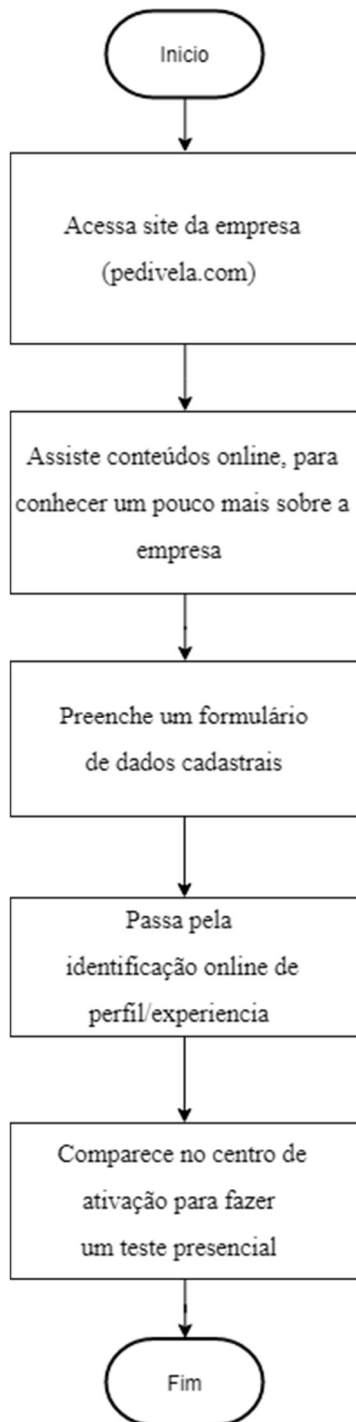 Inicio
Acessa site da empresa
(pedivela.com)
Assiste conteúdos online, para
conhecer um pouco mais sobre a
empresa
Preenche um formulário
de dados cadastrais
Passa pela
identificação online de
perfil/experiencia
Comparece no centro de
ativação para fazer
um teste presencial
Fim